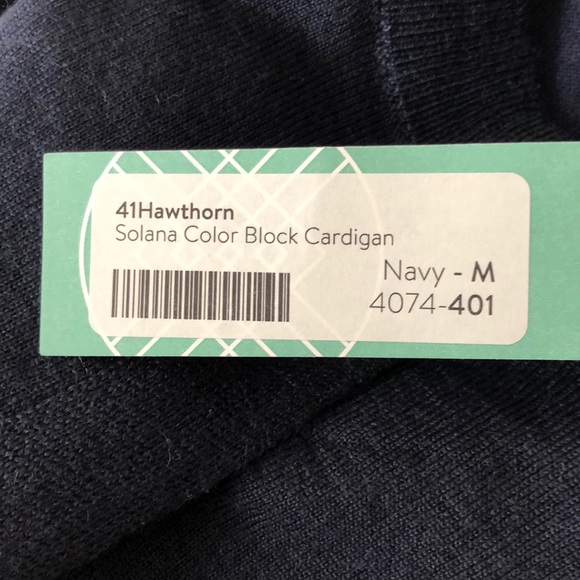 41Hawthorn
Solana Color Block Cardigan
Navy - M
4074-401